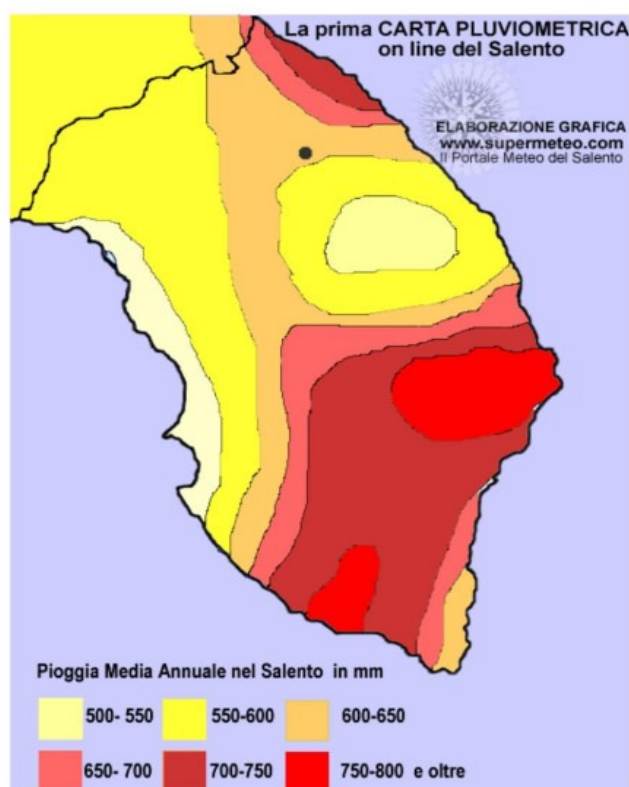 La prima CARTA PLUVIOMETRICA
on line del Salento
ELABORAZIONE GRAFICA
www.supermeteo.com
Il Portale Meteo del Salento
Pioggia Media Annuale nel Salento in mm
500- 550
550-600
600-650
650- 700
700-750
750-800 e oltre